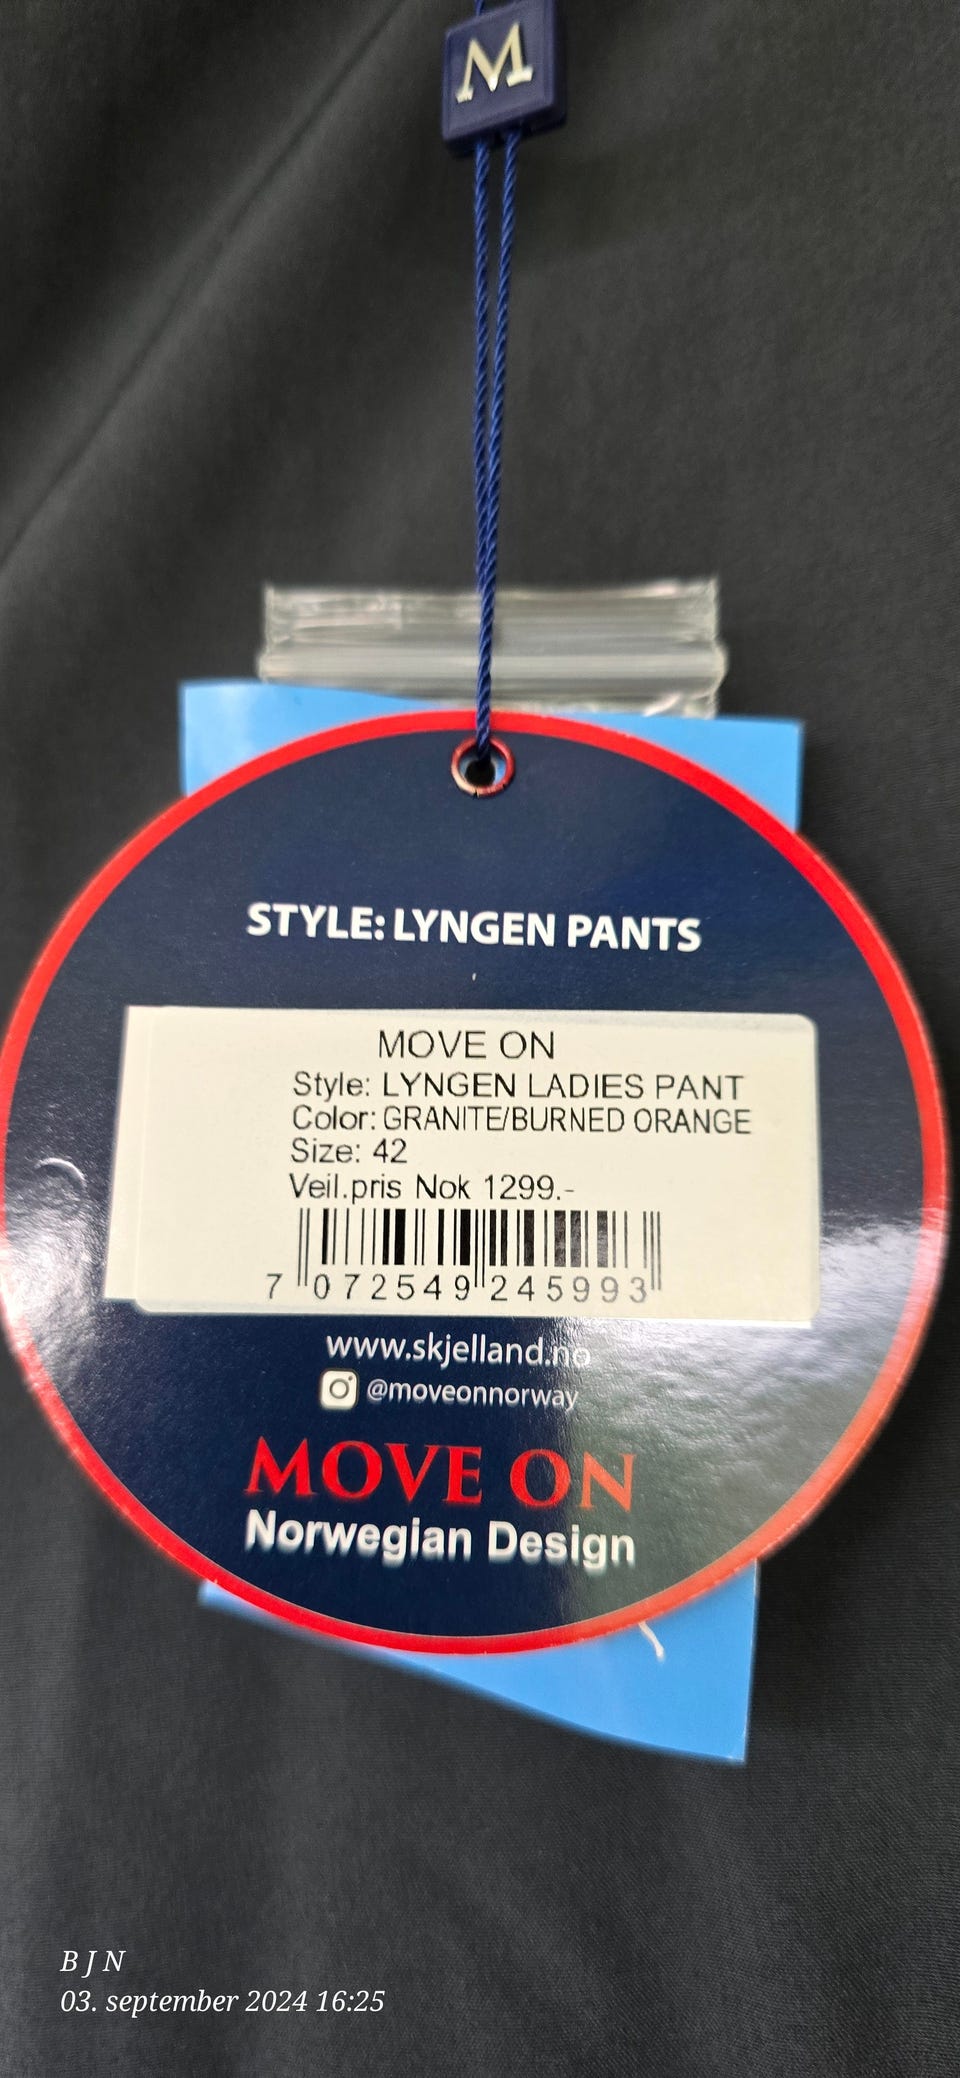 M
STYLE: LYNGEN PANTS
MOVE ON
Style: LYNGEN LADIES PANT
Color: GRANITE/BURNED ORANGE
Size: 42
Veil.pris Nok 1299.-
7 072549 245993
www.skjelland.no
@moveonnorway
MOVE ON
Norwegian Design
B J N
03. september 2024 16:25